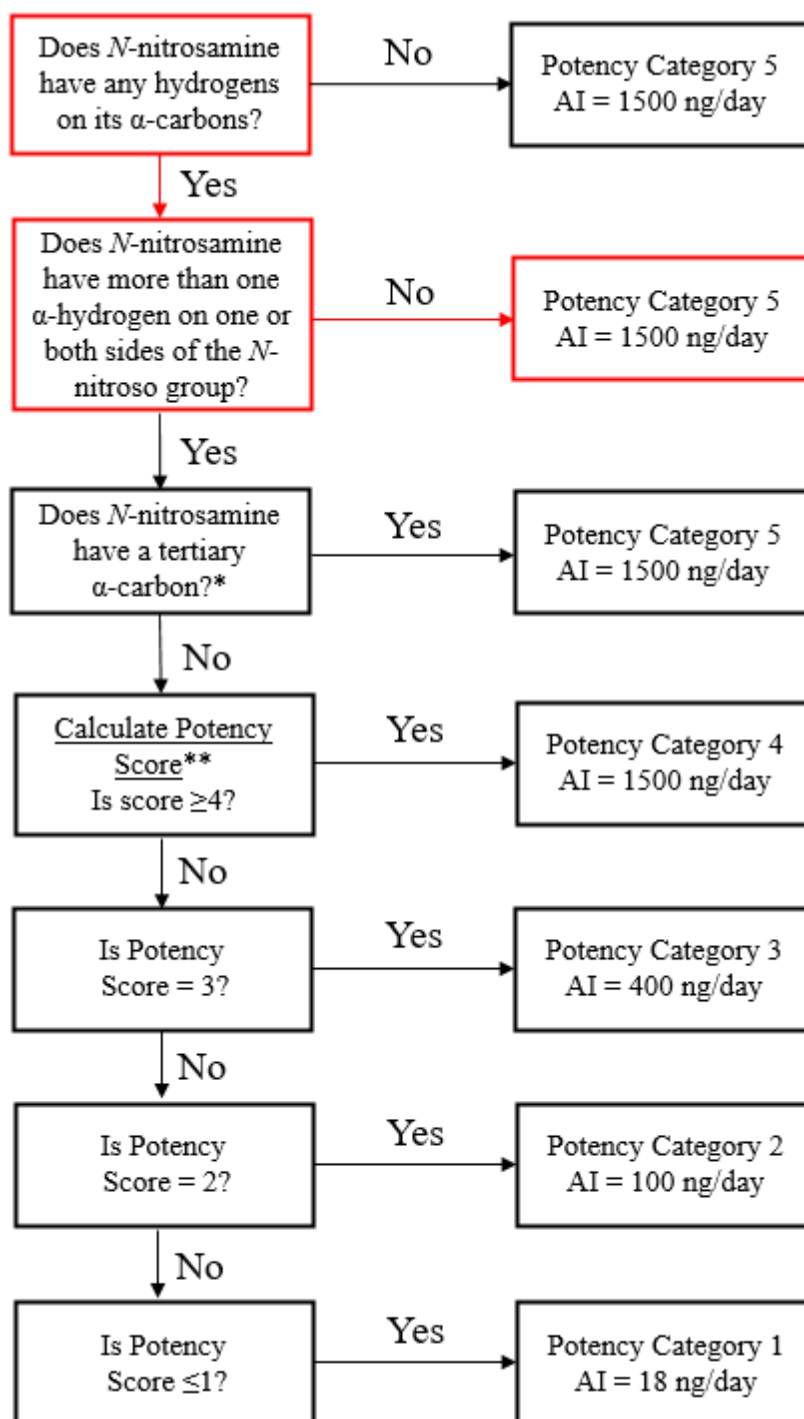 Does N-nitrosamine
have any hydrogens
on its α-carbons?
No
Potency Category 5
AI = 1500 ng/day
Yes
Does N-nitrosamine
have more than one
α-hydrogen on one or
both sides of the N-
nitroso group?
No
Potency Category 5
AI = 1500 ng/day
Yes
Does N-nitrosamine
have a tertiary
α-carbon?*
Yes
Potency Category 5
AI = 1500 ng/day
No
Calculate Potency
Score**
Is score ≥4?
Yes
Potency Category 4
AI = 1500 ng/day
No
Is Potency
Score = 3?
Yes
Potency Category 3
AI = 400 ng/day
No
Is Potency
Score = 2?
Yes
Potency Category 2
AI = 100 ng/day
No
Is Potency
Score ≤1?
Yes
Potency Category 1
AI = 18 ng/day